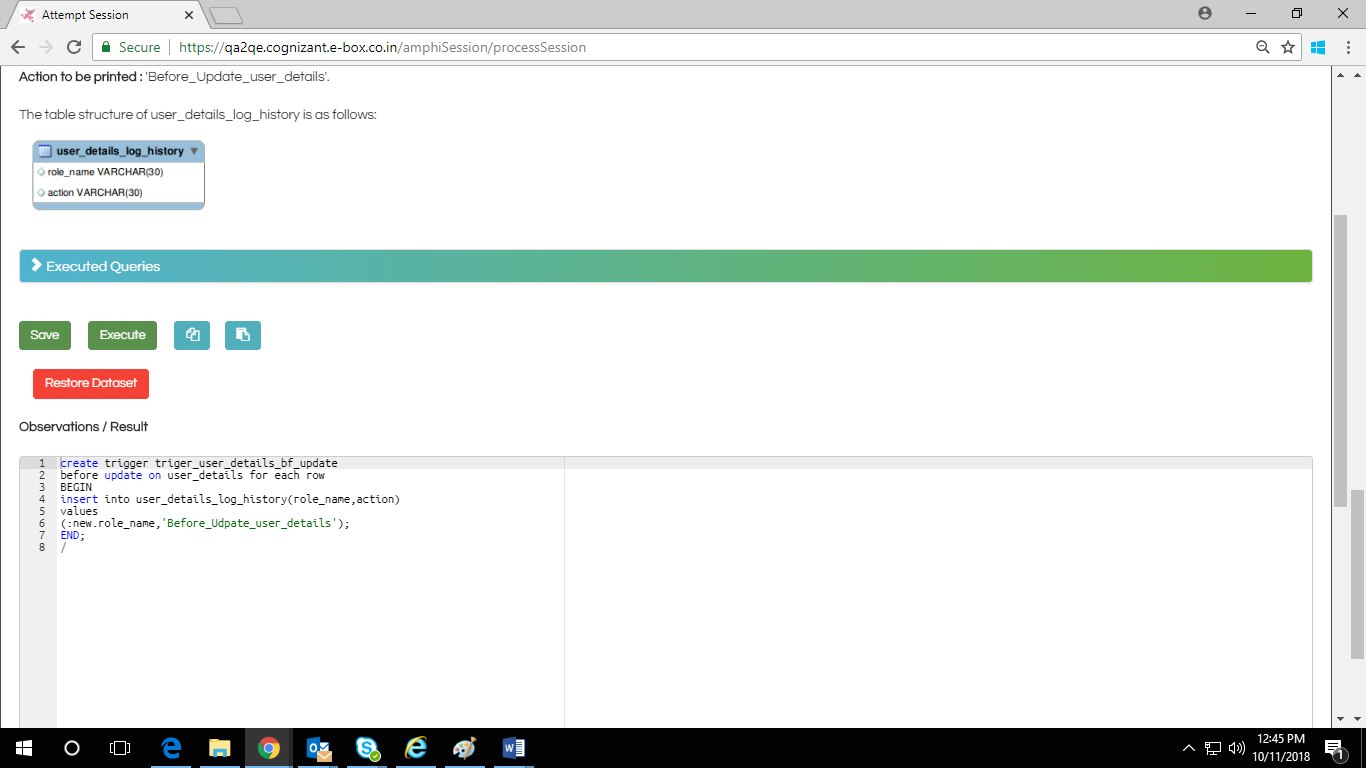 Attempt Session
Secure https://qa2qe.cognizant.e-box.co.in/amphiSession/processSession
Action to be printed : 'Before_Update_user_details'.
The table structure of user_details_log_history is as follows:
user_details_log_history
role_name VARCHAR(30)
action VARCHAR(30)
Executed Queries
Save Execute
Restore Dataset
Observations / Result
1 create trigger triger_user_details_bf_update
2 before update on user_details for each row
3 BEGIN
4 insert into user_details_log_history(role_name,action)
5 values
6 (:new.role_name,'Before_Udpate_user_details');
7 END;
8 /
12:45 PM
10/11/2018
1